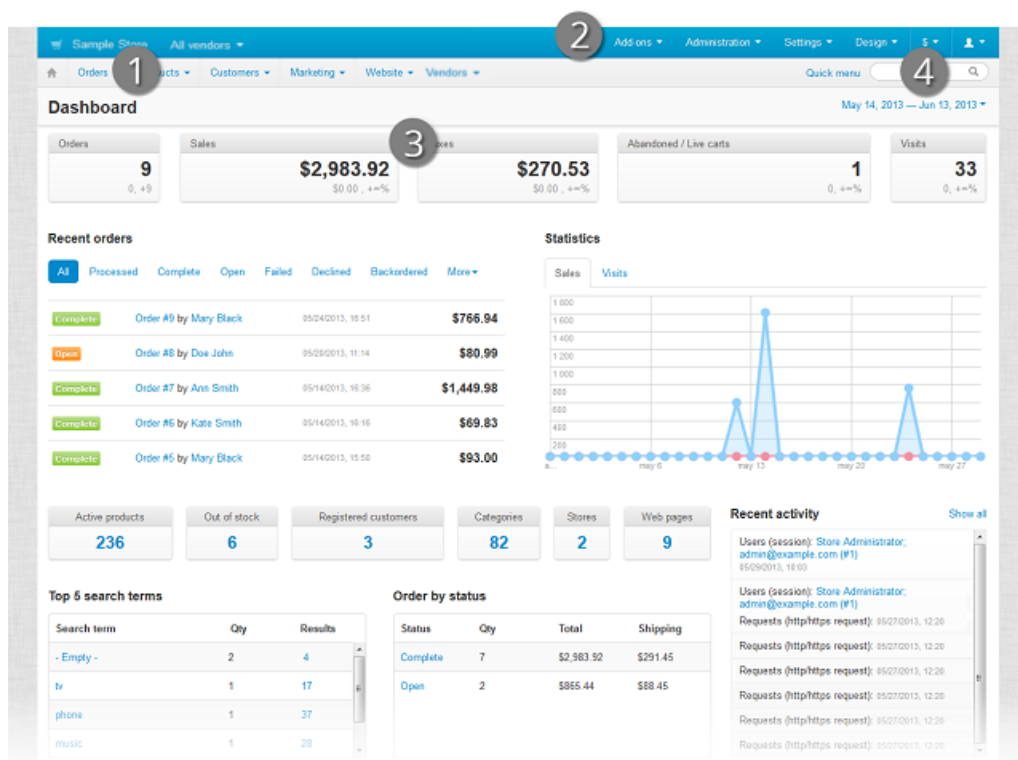 Sample Store All vendors 2 Add-ons Administration Settings Design $
Orders 1 ucts Customers Marketing Website Vendors Quick menu 4
Dashboard May 14, 2013 — Jun 13, 2013
Orders Sales 3 xes Abandoned / Live carts Visits
9 $2,983.92 $270.53 1 33
0, +9 $0.00 , +∞% $0.00 , +∞% 0, +∞% 0, +∞%
Recent orders
All Processed Complete Open Failed Declined Backordered More
Complete Order #9 by Mary Black 05/24/2013, 16:51 $766.94
Open Order #8 by Doe John 11:14 $80.99
Complete Order #7 by Ann Smith 05/14/2013, 16:36 $1,449.98
Complete Order #6 by Kate Smith 05/14/2013, 16:16 $69.83
Complete Order #5 by Mary Black 05/14/2013, 15:50 $93.00
Statistics
Sales Visits
1 800
1 600
1 400
1 200
1 000
800
600
400
200
a... may 6 may 13 may 20 may 27
Active products Out of stock Registered customers Categories Stores Web pages
236 6 3 82 2 9
Top 5 search terms
Search term Qty Results
- Empty - 2 4
tv 1 17
phone 1 37
music 1 28
Order by status
Status Qty Total Shipping
Complete 7 $2,983.92 $291.45
Open 2 $865.44 $88.45
Recent activity Show all
Users (session): Store Administrator;
admin@example.com (#1)
05/29/2013, 18:03
Users (session): Store Administrator;
admin@example.com (#1)
Requests (http/https request): 05/27/2013, 12:20
Requests (http/https request): 05/27/2013, 12:20
Requests (http/https request): 05/27/2013, 12:20
Requests (http/https request): 05/27/2013, 12:20
Requests (http/https request): 05/27/2013, 12:20
Requests (http/https request): 05/27/2013, 12:20